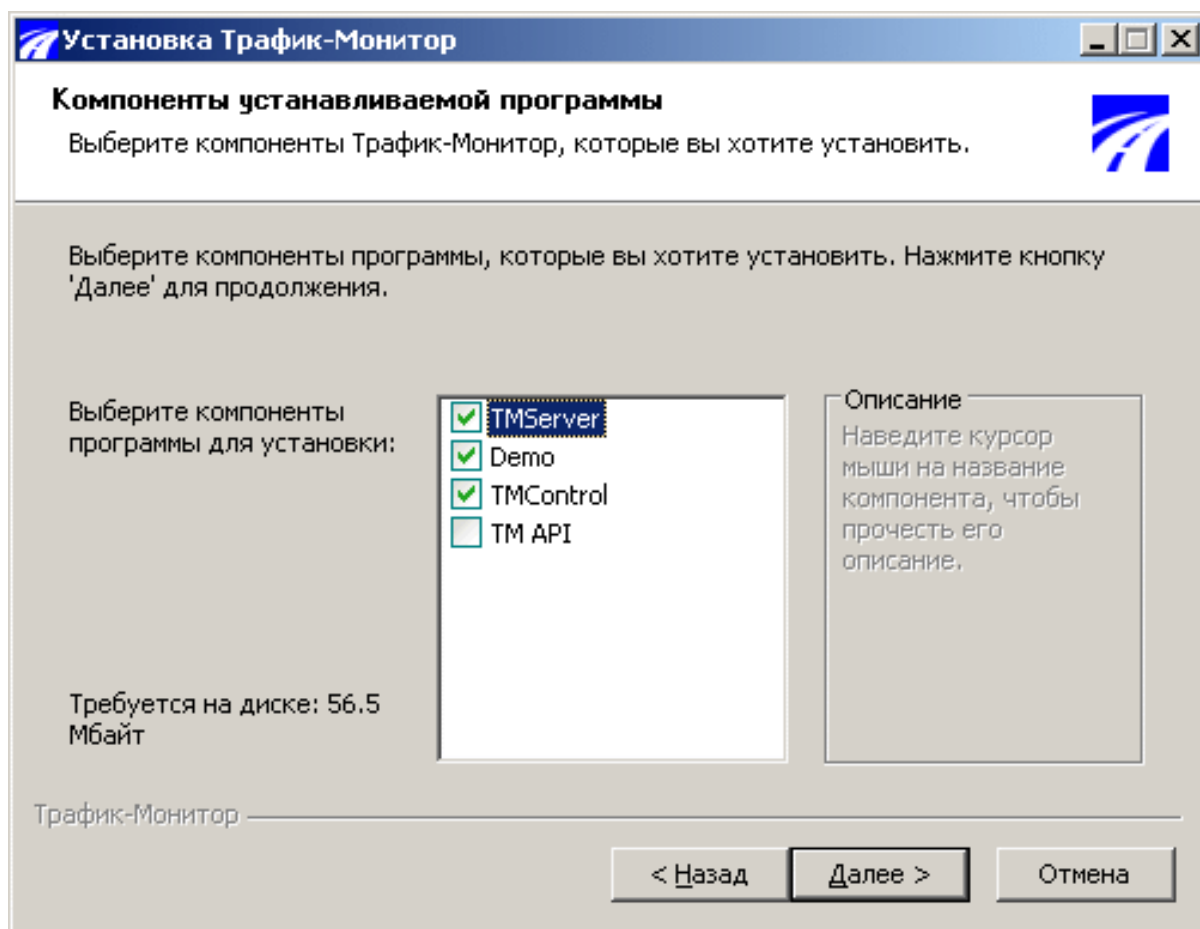 Установка Трафик-Монитор
Компоненты устанавливаемой программы
Выберите компоненты Трафик-Монитор, которые вы хотите установить.
Выберите компоненты программы, которые вы хотите установить. Нажмите кнопку
'Далее' для продолжения.
Выберите компоненты
программы для установки:
TMServer
Demo
TMControl
TM API
Описание
Наведите курсор
мыши на название
компонента, чтобы
прочесть его
описание.
Требуется на диске: 56.5
Мбайт
Трафик-Монитор
< Назад
Далее >
Отмена